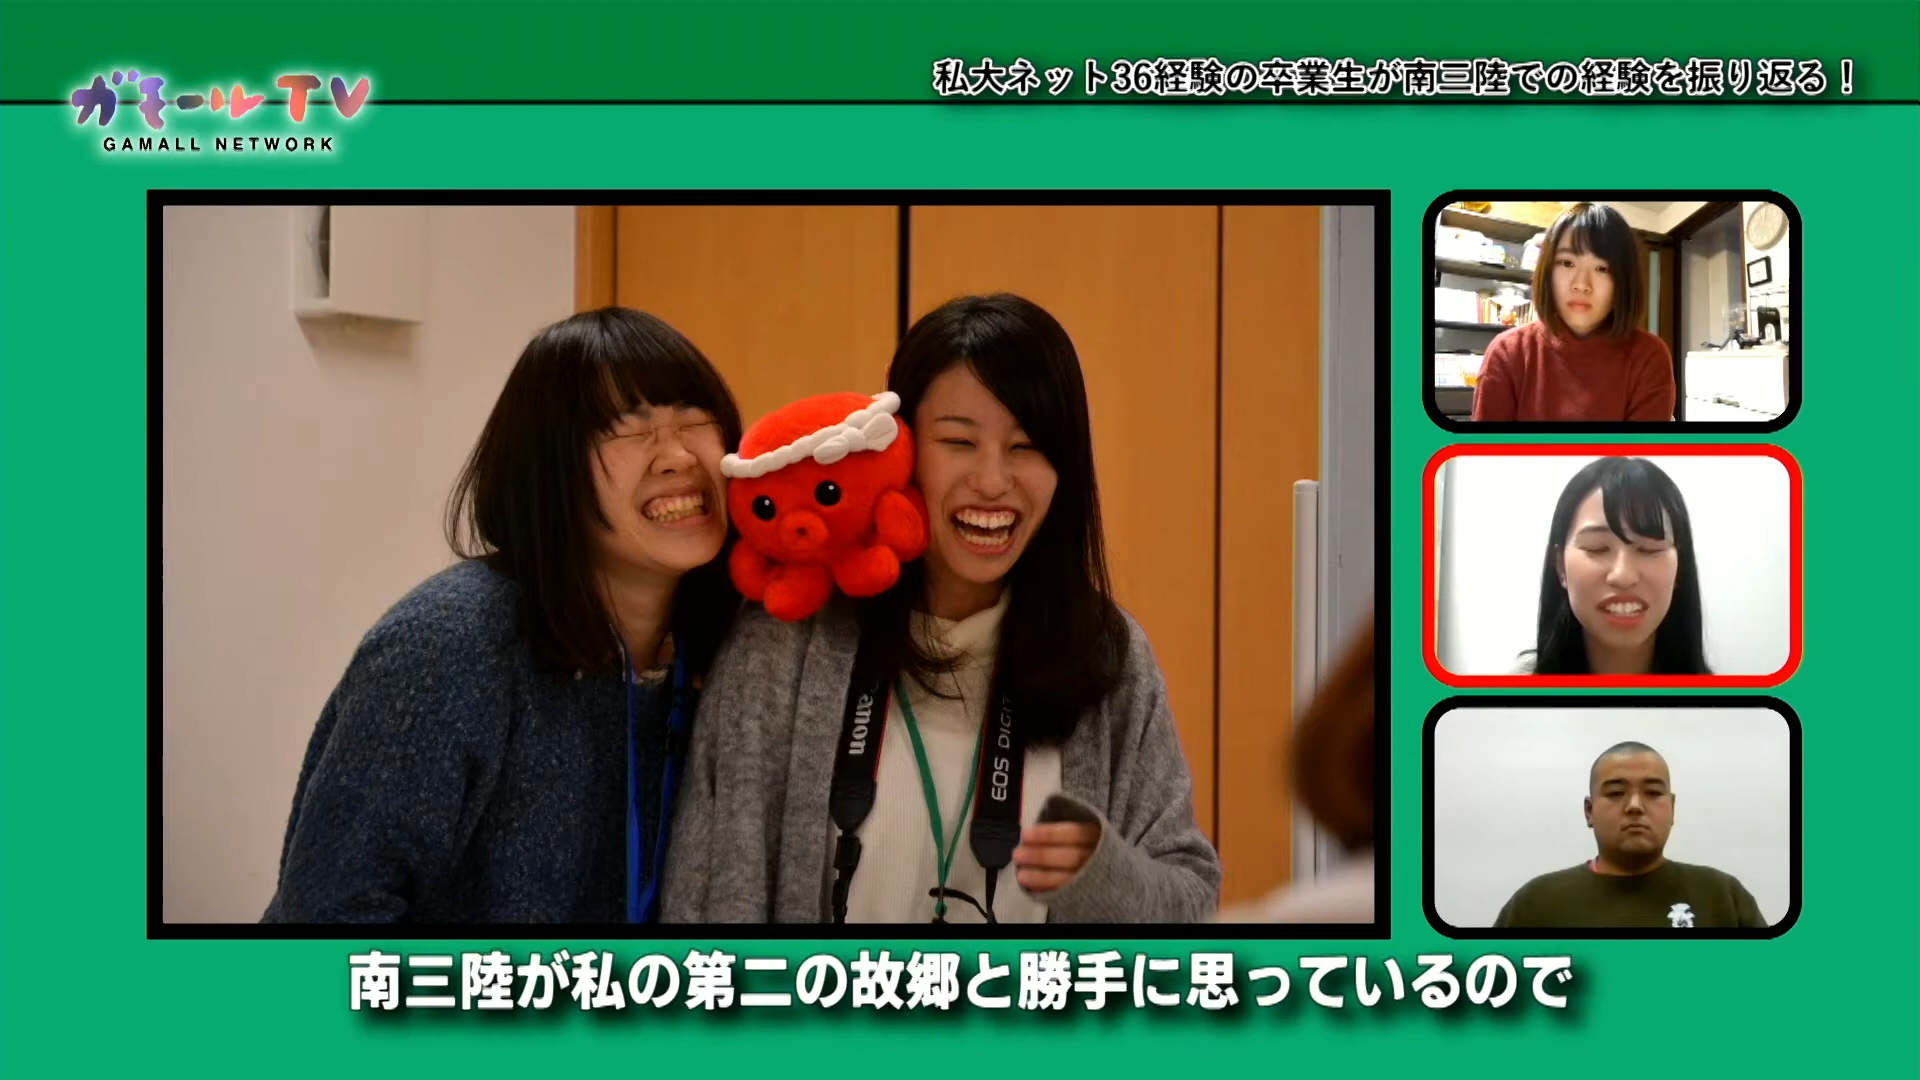 私大ネット36経験の卒業生が南三陸での経験を振り返る！
ガモールTV
GAMALL NETWORK
Canon
EOS DIGIT
南三陸が私の第二の故郷と勝手に思っているので